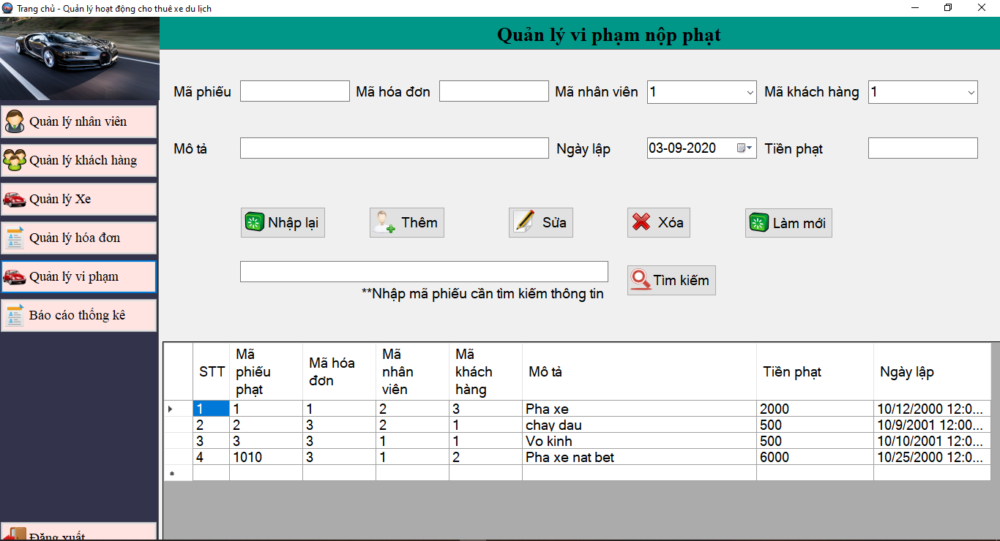 Trang chủ - Quản lý hoạt động cho thuê xe du lịch
Quản lý vi phạm nộp phạt
Quản lý nhân viên
Quản lý khách hàng
Quản lý Xe
Quản lý hóa đơn
Quản lý vi phạm
Báo cáo thống kê
Đăng xuất
Mã phiếu Mã hóa đơn Mã nhân viên 1 Mã khách hàng 1
Mô tả Ngày lập 03-09-2020 Tiền phạt
Nhập lại Thêm Sửa Xóa Làm mới
Tìm kiếm
**Nhập mã phiếu cần tìm kiếm thông tin
STT Mã phiếu phạt Mã hóa đơn Mã nhân viên Mã khách hàng Mô tả Tiền phạt Ngày lập
1 1 1 2 3 Pha xe 2000 10/12/2000 12:0...
2 2 3 2 1 chay dau 500 10/9/2001 12:00...
3 3 3 1 1 Vo kinh 500 10/10/2001 12:0...
4 1010 3 1 2 Pha xe nat bet 6000 10/25/2000 12:0...